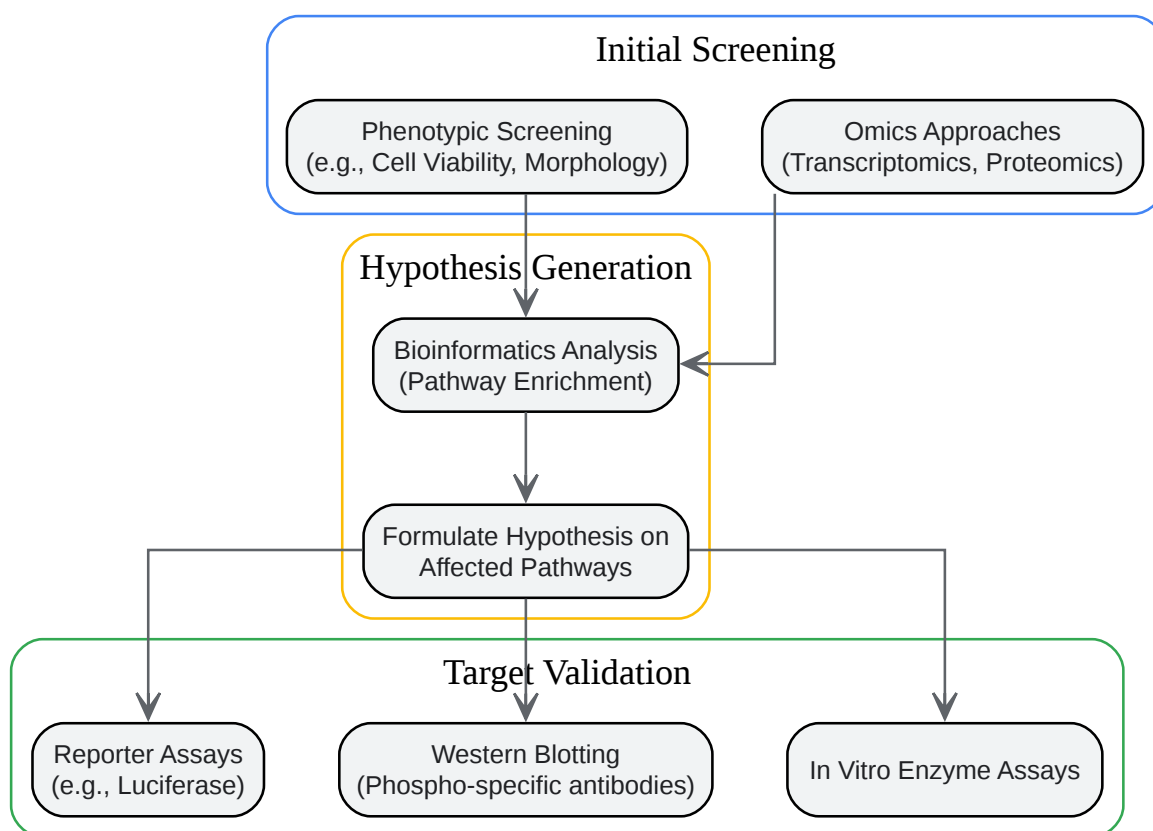 Initial Screening
Phenotypic Screening
(e.g., Cell Viability, Morphology)
Omics Approaches
(Transcriptomics, Proteomics)
Hypothesis Generation
Bioinformatics Analysis
(Pathway Enrichment)
Formulate Hypothesis on
Affected Pathways
Target Validation
Reporter Assays
(e.g., Luciferase)
Western Blotting
(Phospho-specific antibodies)
In Vitro Enzyme Assays